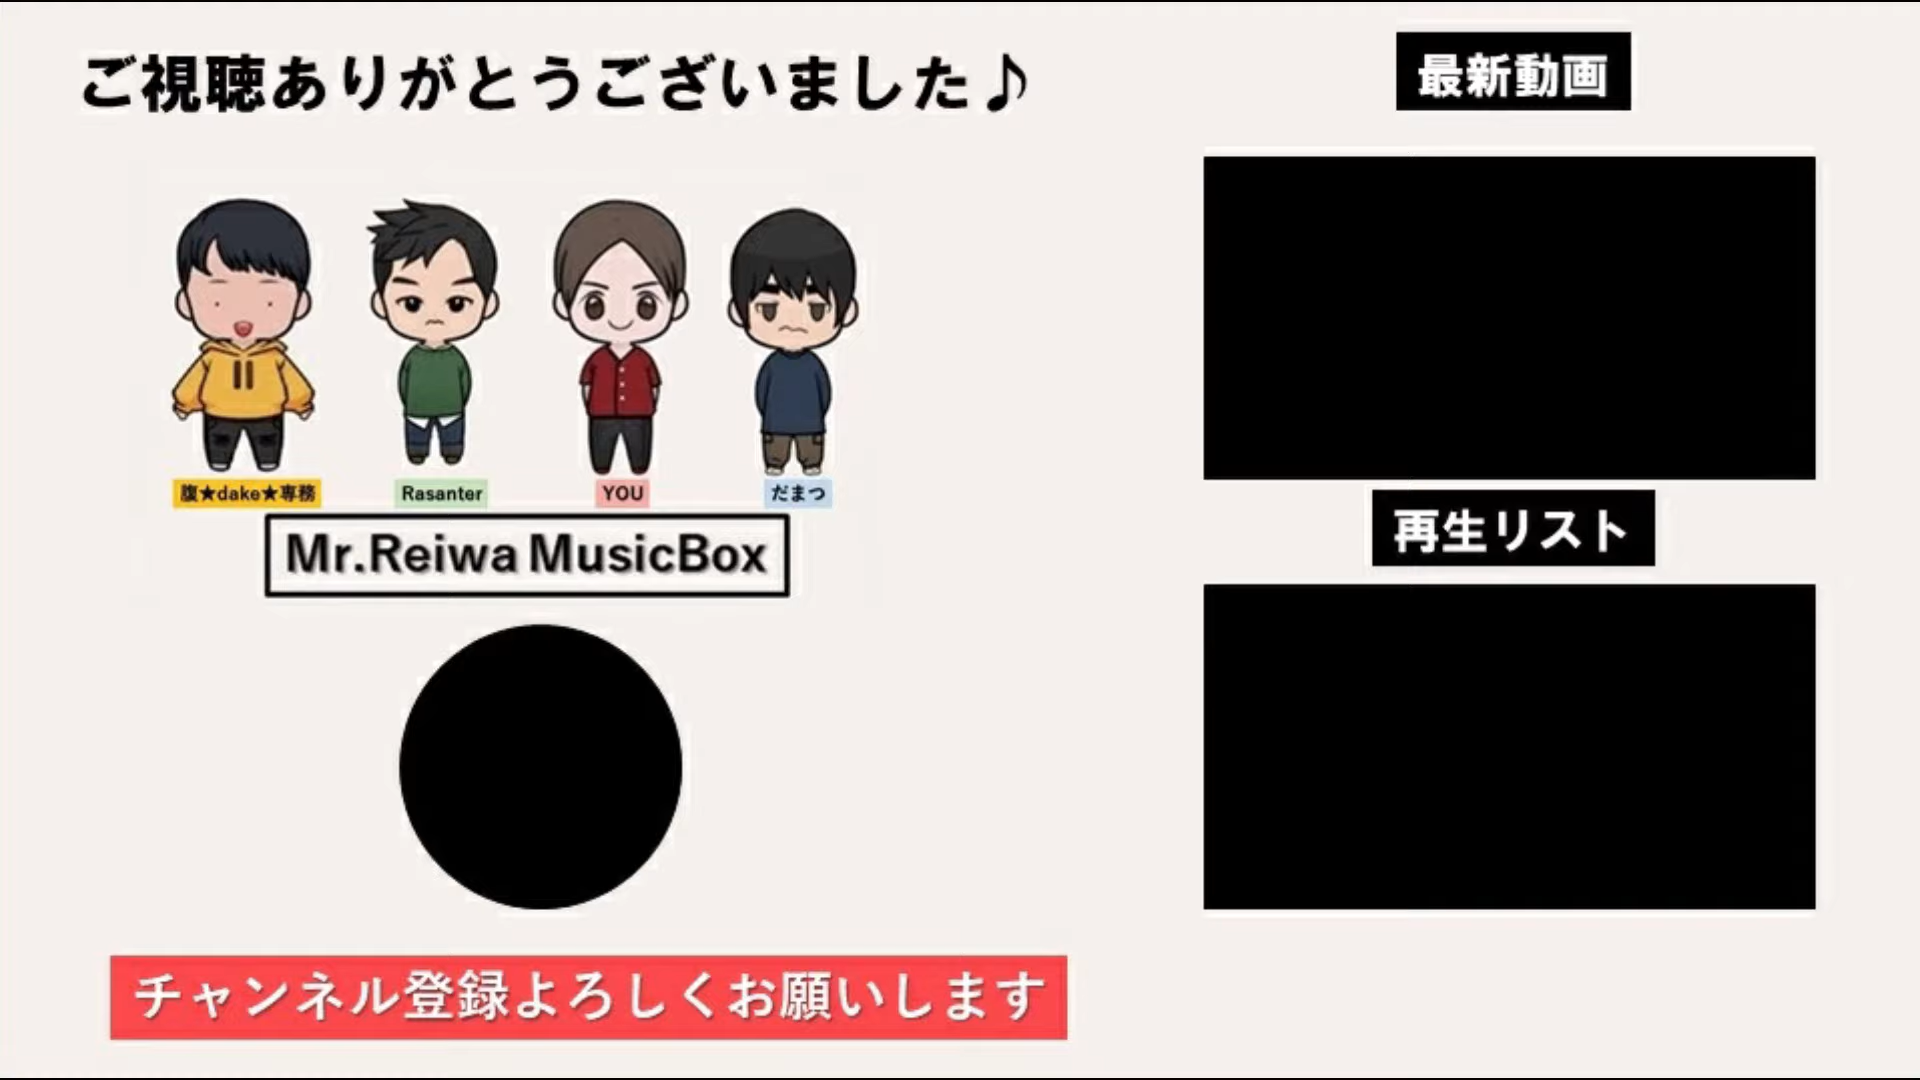 ご視聴ありがとうございました♪
腹★dake★専務
Rasanter
YOU
だまつ
Mr.Reiwa MusicBox
チャンネル登録よろしくお願いします
最新動画
再生リスト